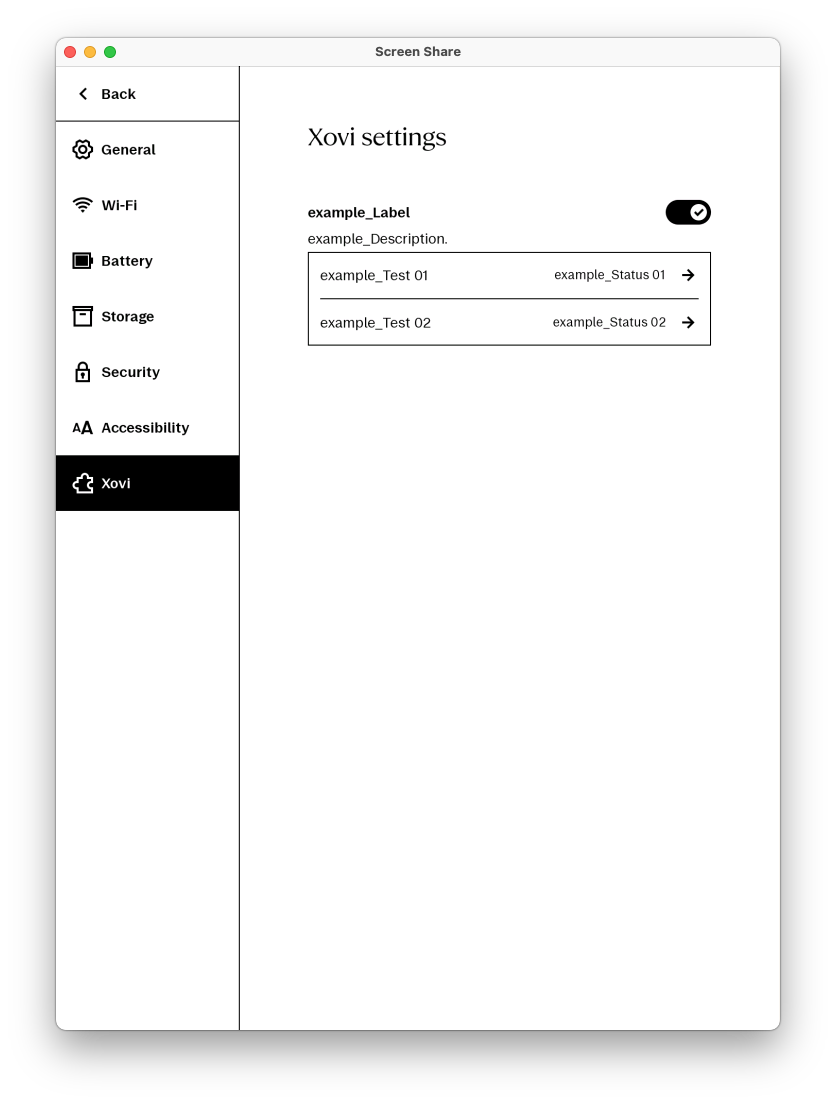 Screen Share
Back
General
Wi-Fi
Battery
Storage
Security
AA Accessibility
Xovi
Xovi settings
example_Label
example_Description.
example_Test 01 example_Status 01
example_Test 02 example_Status 02